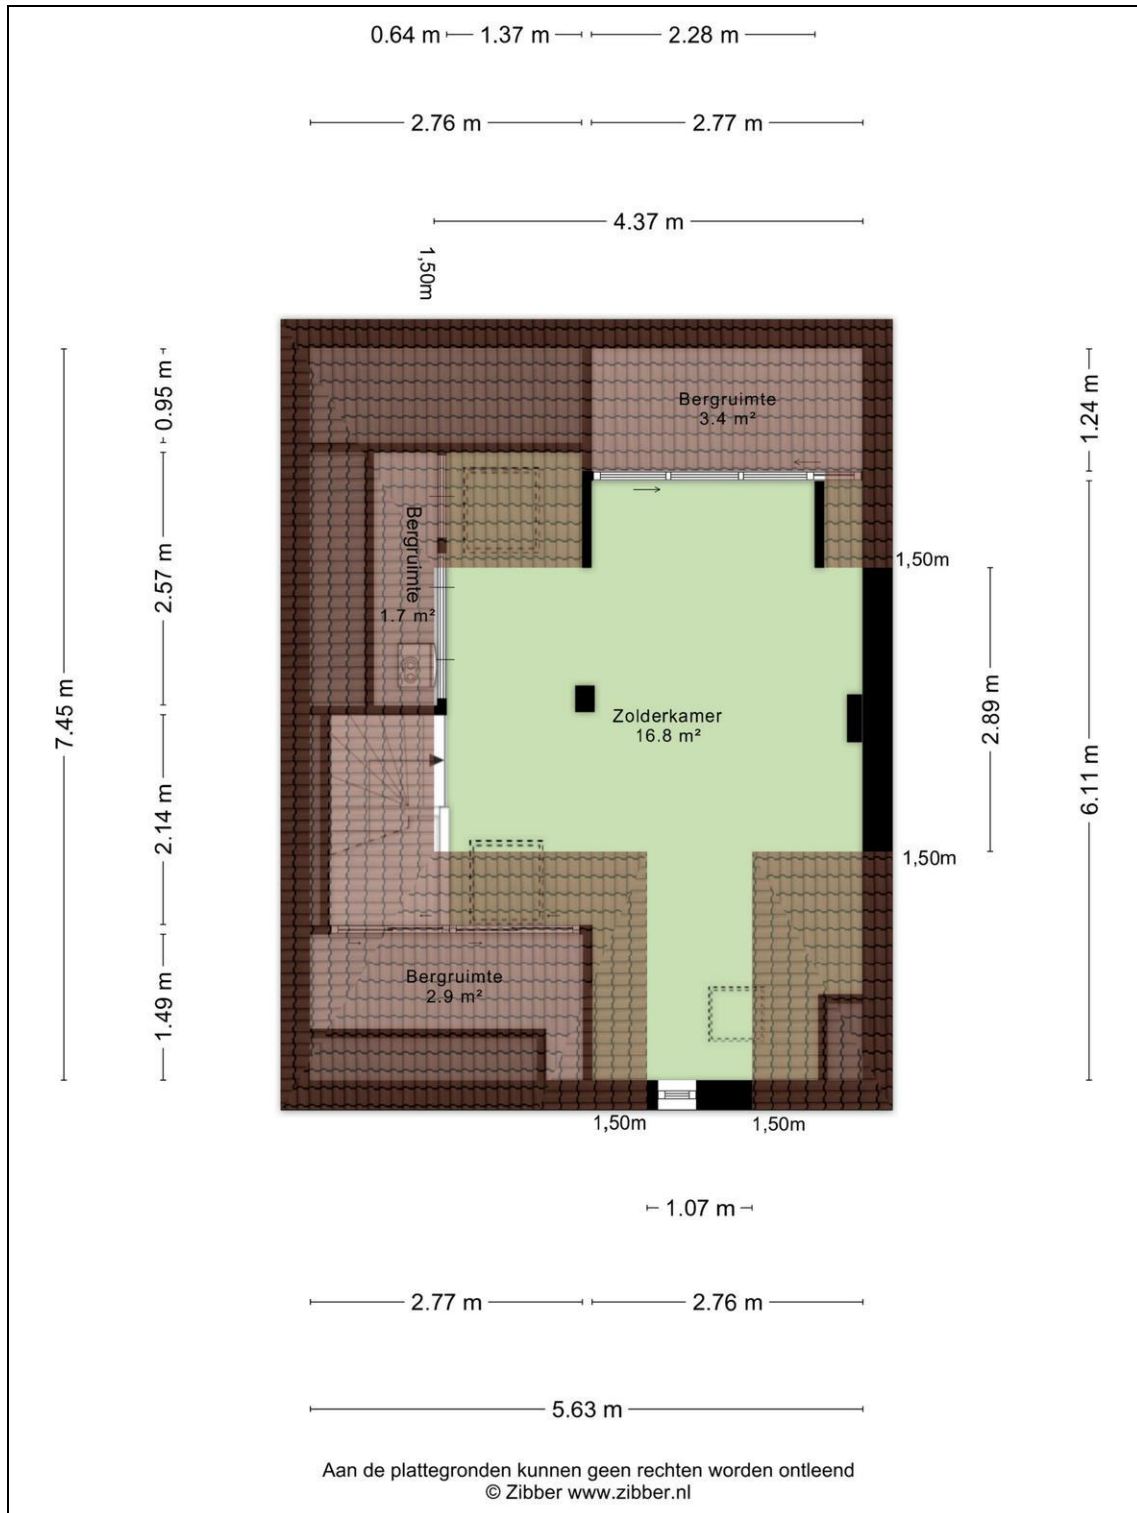 0.64 m
1.37 m
2.28 m
2.76 m
2.77 m
4.37 m
1,50m
0.95 m
1.24 m
Bergruimte
3.4 m²
2.57 m
Bergruimte
1.7 m²
1,50m
7.45 m
2.89 m
Zolderkamer
16.8 m²
6.11 m
2.14 m
1,50m
1.49 m
Bergruimte
2.9 m²
1,50m
1,50m
1.07 m
2.77 m
2.76 m
5.63 m
Aan de plattegronden kunnen geen rechten worden ontleend
© Zibber www.zibber.nl